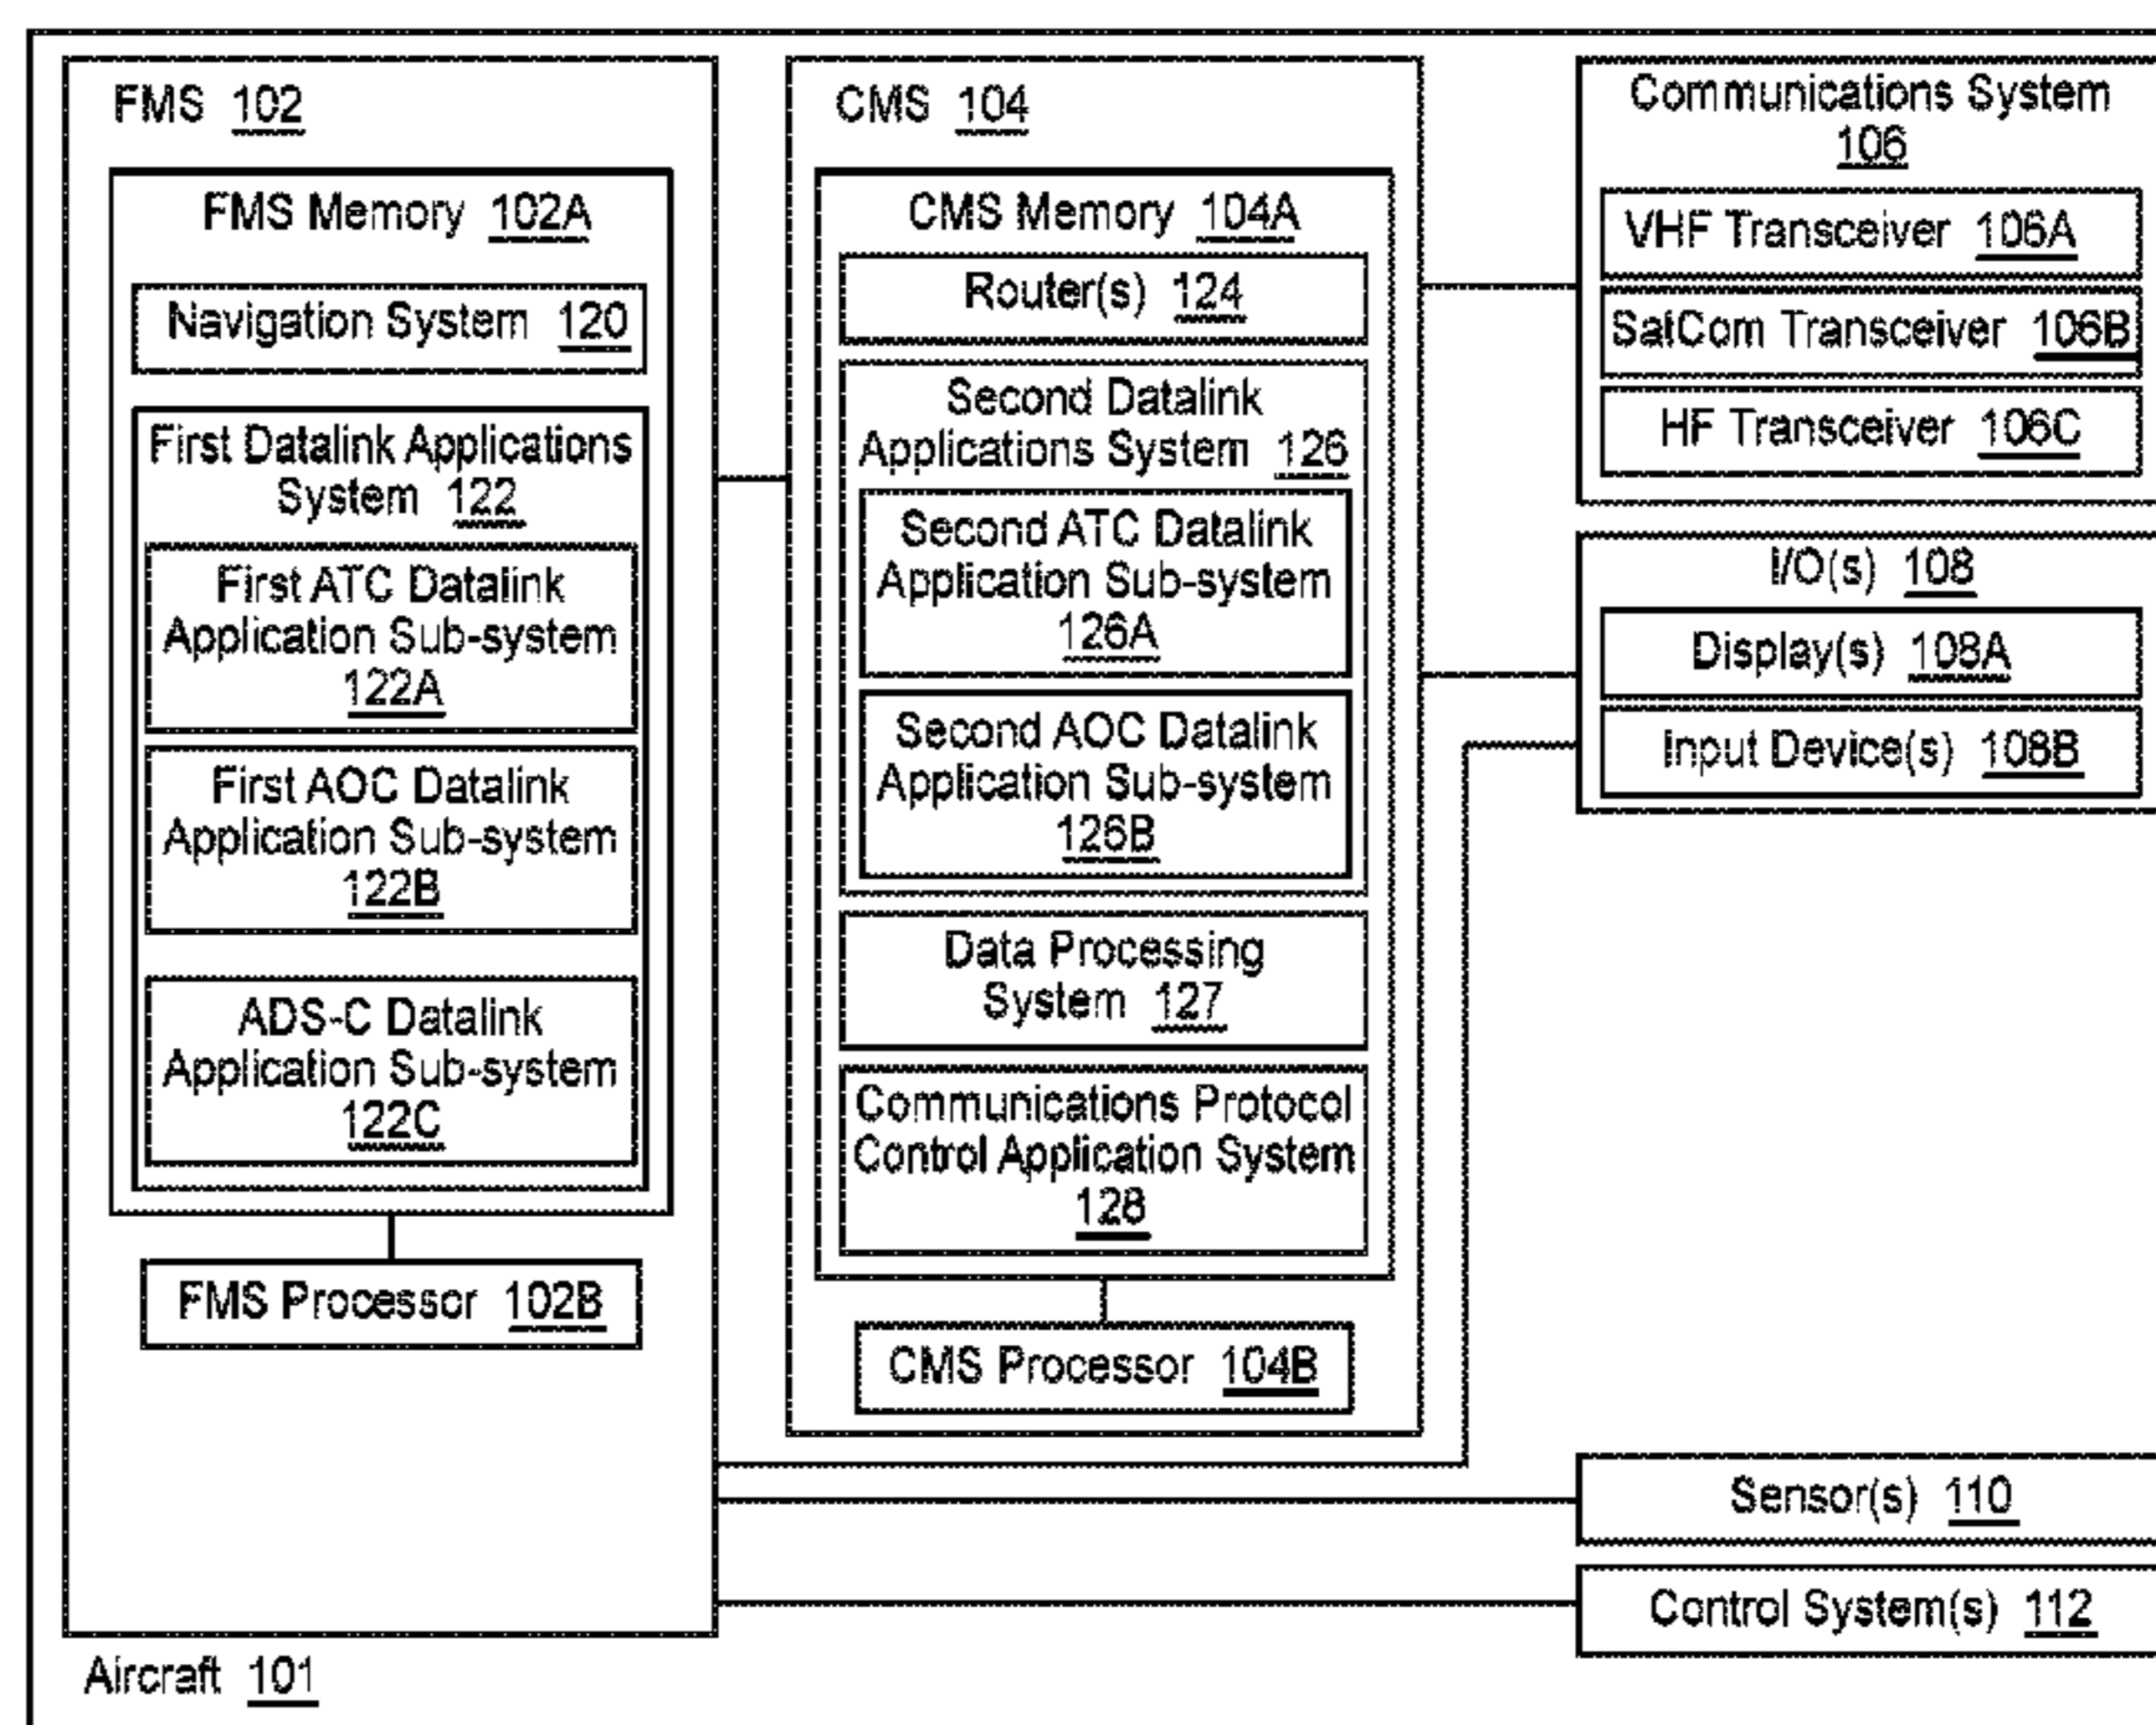 FMS 102
FMS Memory 102A
Navigation System 120
First Datalink Applications
System 122
First ATC Datalink
Application Sub-system
122A
First AOC Datalink
Application Sub-system
122B
ADS-C Datalink
Application Sub-system
122C
FMS Processor 102B
CMS 104
CMS Memory 104A
Router(s) 124
Second Datalink
Applications System 126
Second ATC Datalink
Application Sub-system
126A
Second AOC Datalink
Application Sub-system
126B
Data Processing
System 127
Communications Protocol
Control Application System
128
CMS Processor 104B
Communications System
106
VHF Transceiver 106A
SatCom Transceiver 106B
HF Transceiver 106C
I/O(s) 108
Display(s) 108A
Input Device(s) 108B
Sensor(s) 110
Control System(s) 112
Aircraft 101